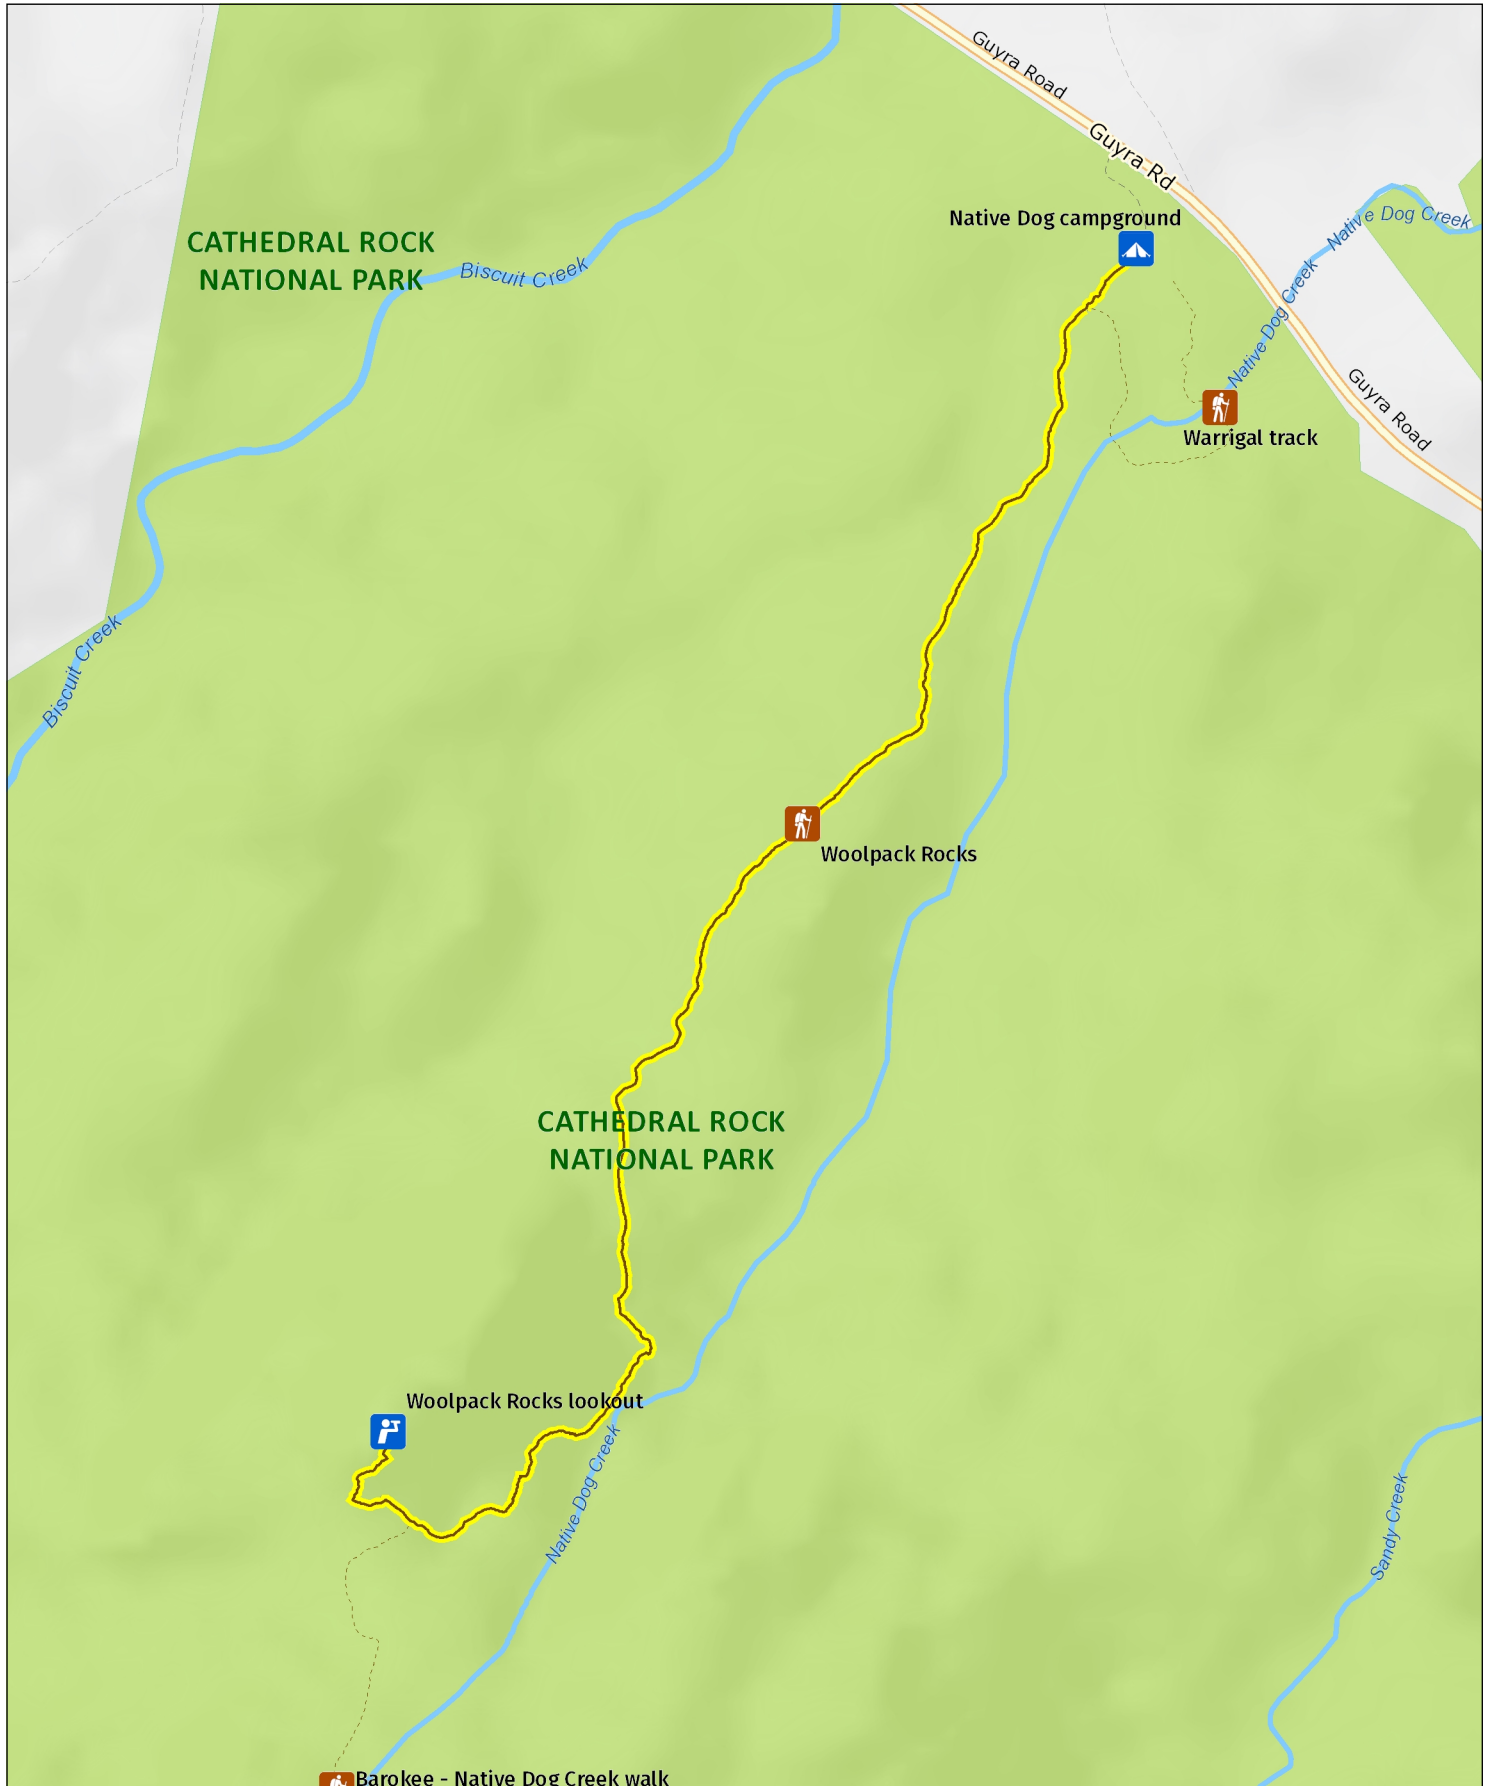 Guyra Road
Guyra Rd
Native Dog campground
Native Dog Creek
CATHEDRAL ROCK
NATIONAL PARK
Biscuit Creek
Native Dog Creek
Guyra Road
Warrigal track
Biscuit Creek
Woolpack Rocks
CATHEDRAL ROCK
NATIONAL PARK
Woolpack Rocks lookout
Native Dog Creek
Sandy Creek
Barokee - Native Dog Creek walk